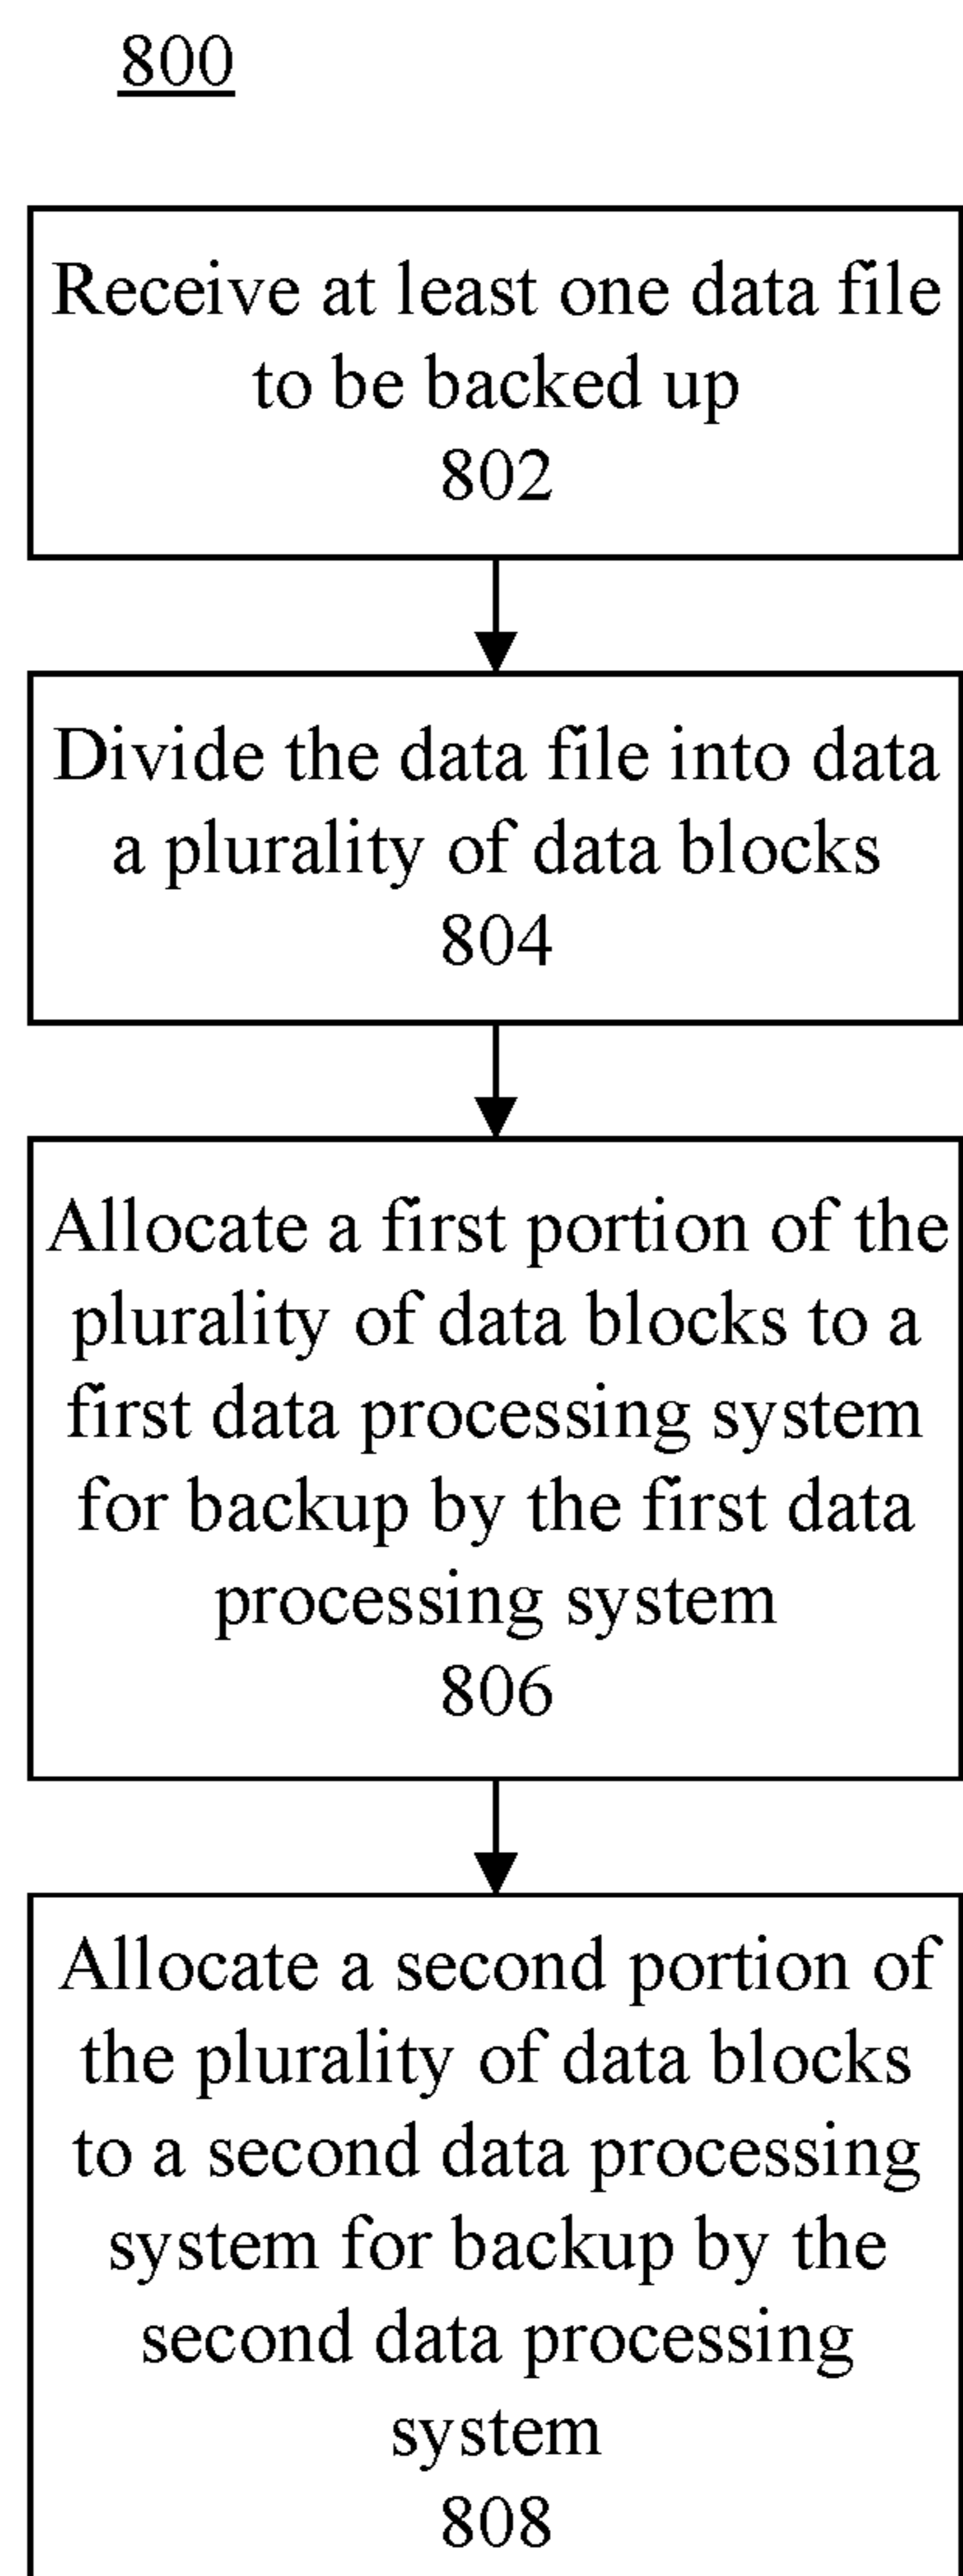 800
Receive at least one data file
to be backed up
802
Divide the data file into data
a plurality of data blocks
804
Allocate a first portion of the
plurality of data blocks to a
first data processing system
for backup by the first data
processing system
806
Allocate a second portion of
the plurality of data blocks
to a second data processing
system for backup by the
second data processing
system
808